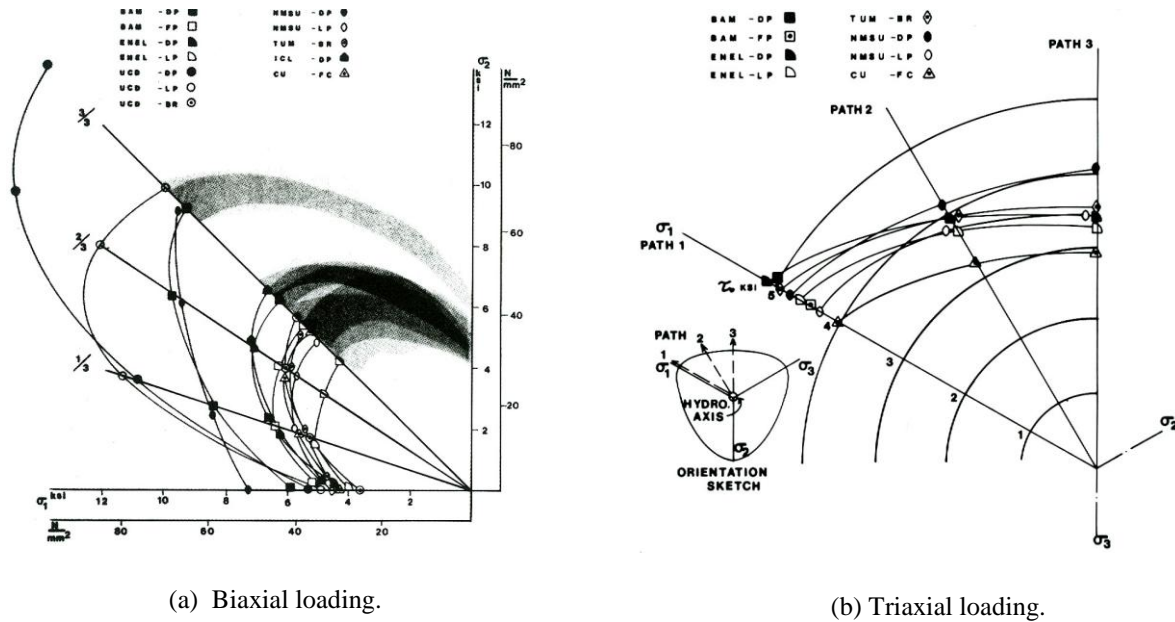 BAM - DP
BAM - FP
ENEL - DP
ENEL - LP
UCD - DP
UCD - LP
UCD - BR
NMSU - DP
NMSU - LP
TUM - BR
ICL - DP
CU - FC
σ2
ksi
N/mm2
12
80
10
8
60
6
40
4
20
2
3/3
2/3
1/3
σ1 ksi
12
10
8
6
4
N/mm2
80
60
40
20
(a) Biaxial loading.
BAM - DP
BAM - FP
ENEL - DP
ENEL - LP
TUM - BR
NMSU - DP
NMSU - LP
CU - FC
PATH 3
PATH 2
σ1
PATH 1
τo KSI
5
4
3
2
1
σ2
σ3
PATH
1
2
3
σ1
σ3
HYDRO.
AXIS
σ2
ORIENTATION
SKETCH
(b) Triaxial loading.